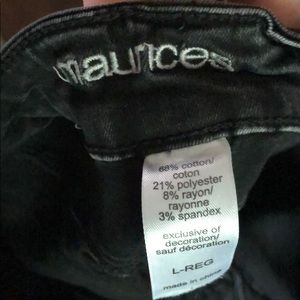 maurices
68% cotton/
coton
21% polyester
8% rayon/
rayonne
3% spandex
exclusive of
decoration/
sauf décoration
L-REG
made in china